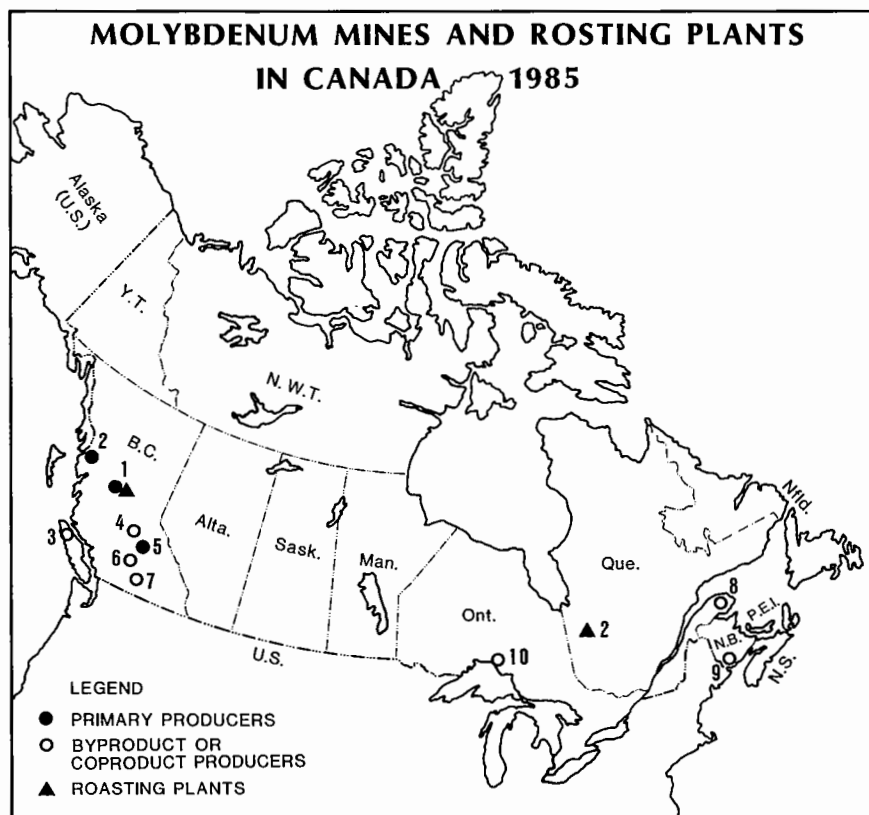 MOLYBDENUM MINES AND ROSTING PLANTS
IN CANADA 1985
Alaska
(U.S.)
Y.T.
N.W.T.
B.C.
2
1
3
4
5
6
7
Alta.
Sask.
Man.
Ont.
Que.
Nfld.
2
8
P.E.I.
N.B.
9
N.S.
10
U.S.
LEGEND
PRIMARY PRODUCERS
BYPRODUCT OR
COPRODUCT PRODUCERS
ROASTING PLANTS